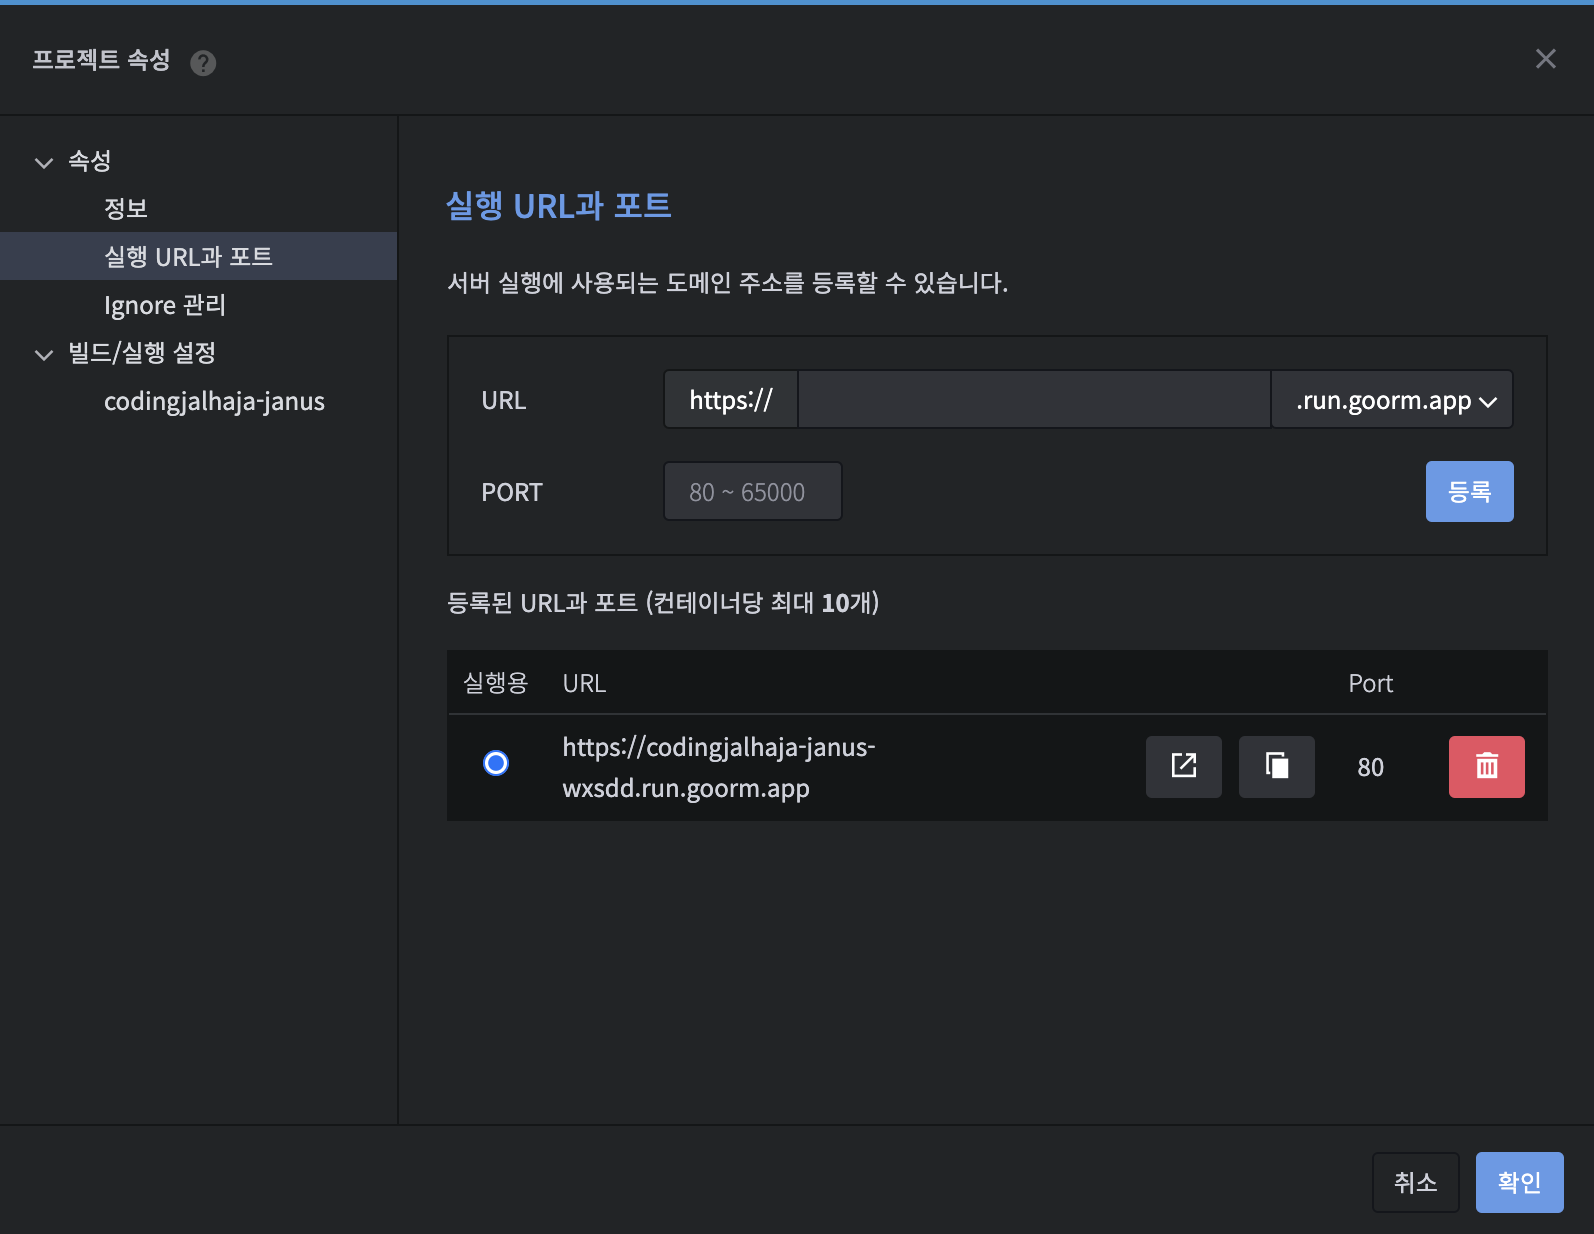 프로젝트 속성 ?
속성
정보
실행 URL과 포트
Ignore 관리
빌드/실행 설정
codingjalhaja-janus
실행 URL과 포트
서버 실행에 사용되는 도메인 주소를 등록할 수 있습니다.
URL https:// .run.goorm.app
PORT 80 ~ 65000 등록
등록된 URL과 포트 (컨테이너당 최대 10개)
실행용 URL Port
https://codingjalhaja-janus-
wxsdd.run.goorm.app 80
취소 확인